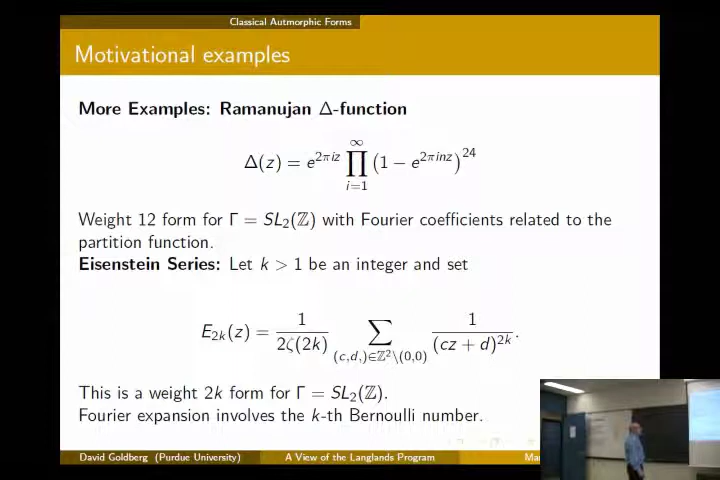 Classical Autmorphic Forms
Motivational examples
More Examples: Ramanujan Δ-function
Δ(z) = e^{2πiz} ∏_{i=1}^{∞} (1 − e^{2πinz})^{24}
Weight 12 form for Γ = SL₂(ℤ) with Fourier coefficients related to the
partition function.
Eisenstein Series: Let k > 1 be an integer and set
E_{2k}(z) = \frac{1}{2ζ(2k)} ∑_{(c,d,)∈ℤ²\(0,0)} \frac{1}{(cz + d)^{2k}}.
This is a weight 2k form for Γ = SL₂(ℤ).
Fourier expansion involves the k-th Bernoulli number.
David Goldberg (Purdue University) A View of the Langlands Program